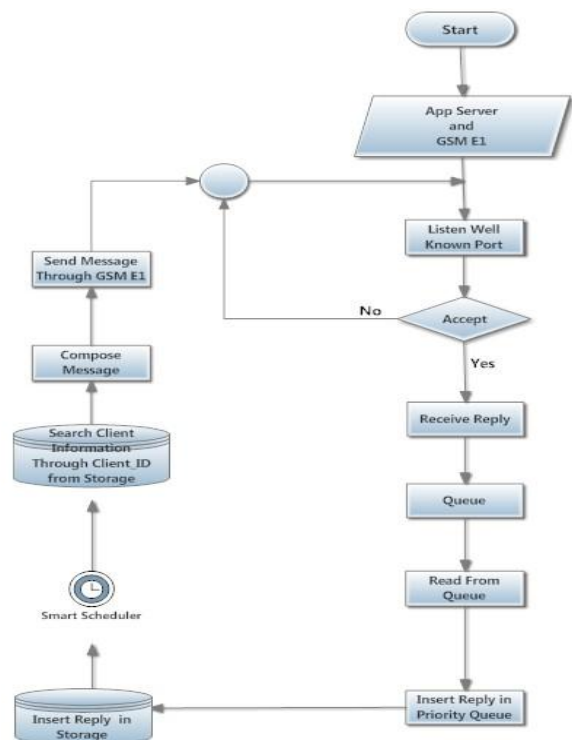 Start
App Server
and
GSM E1
Listen Well
Known Port
Accept
No
Yes
Receive Reply
Queue
Read From
Queue
Insert Reply in
Priority Queue
Insert Reply in
Storage
Smart Scheduler
Search Client
Information
Through Client_ID
from Storage
Compose
Message
Send Message
Through GSM E1